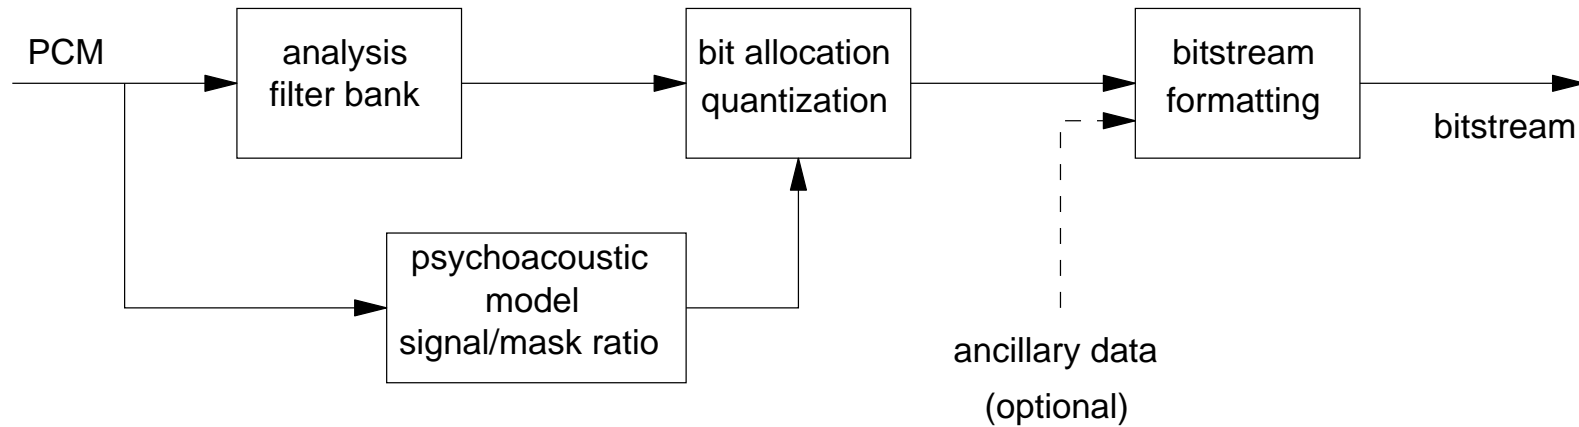 PCM
analysis
filter bank
bit allocation
quantization
bitstream
formatting
bitstream
psychoacoustic
model
signal/mask ratio
ancillary data
(optional)